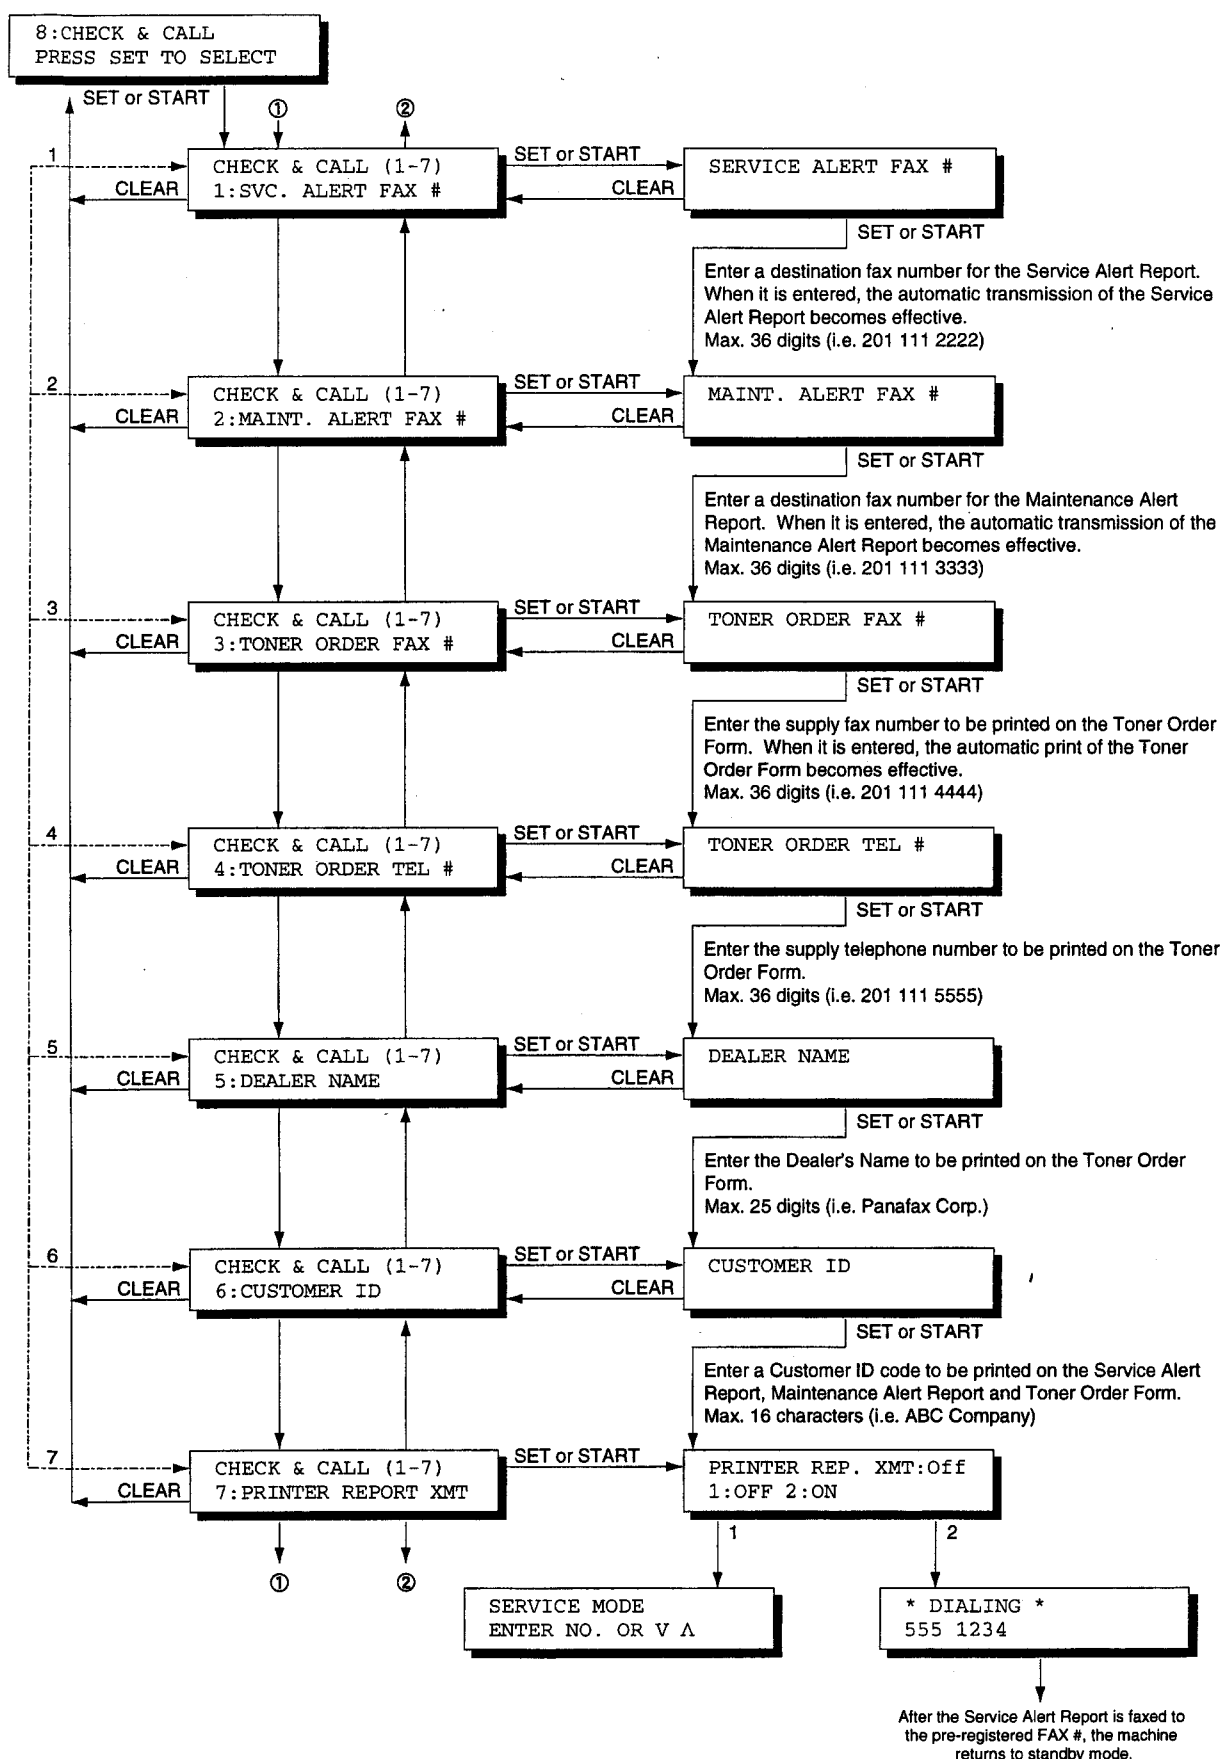 8:CHECK & CALL
PRESS SET TO SELECT
SET or START
① ②
1
CHECK & CALL (1-7)
1:SVC. ALERT FAX #
CLEAR
SET or START
CLEAR
SERVICE ALERT FAX #
SET or START
Enter a destination fax number for the Service Alert Report.
When it is entered, the automatic transmission of the Service
Alert Report becomes effective.
Max. 36 digits (i.e. 201 111 2222)
2
CHECK & CALL (1-7)
2:MAINT. ALERT FAX #
CLEAR
SET or START
CLEAR
MAINT. ALERT FAX #
SET or START
Enter a destination fax number for the Maintenance Alert
Report. When it is entered, the automatic transmission of the
Maintenance Alert Report becomes effective.
Max. 36 digits (i.e. 201 111 3333)
3
CHECK & CALL (1-7)
3:TONER ORDER FAX #
CLEAR
SET or START
CLEAR
TONER ORDER FAX #
SET or START
Enter the supply fax number to be printed on the Toner Order
Form. When it is entered, the automatic print of the Toner
Order Form becomes effective.
Max. 36 digits (i.e. 201 111 4444)
4
CHECK & CALL (1-7)
4:TONER ORDER TEL #
CLEAR
SET or START
CLEAR
TONER ORDER TEL #
SET or START
Enter the supply telephone number to be printed on the Toner
Order Form.
Max. 36 digits (i.e. 201 111 5555)
5
CHECK & CALL (1-7)
5:DEALER NAME
CLEAR
SET or START
CLEAR
DEALER NAME
SET or START
Enter the Dealer's Name to be printed on the Toner Order
Form.
Max. 25 digits (i.e. Panafax Corp.)
6
CHECK & CALL (1-7)
6:CUSTOMER ID
CLEAR
SET or START
CLEAR
CUSTOMER ID
SET or START
Enter a Customer ID code to be printed on the Service Alert
Report, Maintenance Alert Report and Toner Order Form.
Max. 16 characters (i.e. ABC Company)
7
CHECK & CALL (1-7)
7:PRINTER REPORT XMT
CLEAR
SET or START
PRINTER REP. XMT:Off
1:OFF 2:ON
1 2
① ②
SERVICE MODE
ENTER NO. OR V Λ
* DIALING *
555 1234
After the Service Alert Report is faxed to
the pre-registered FAX #, the machine
returns to standby mode.